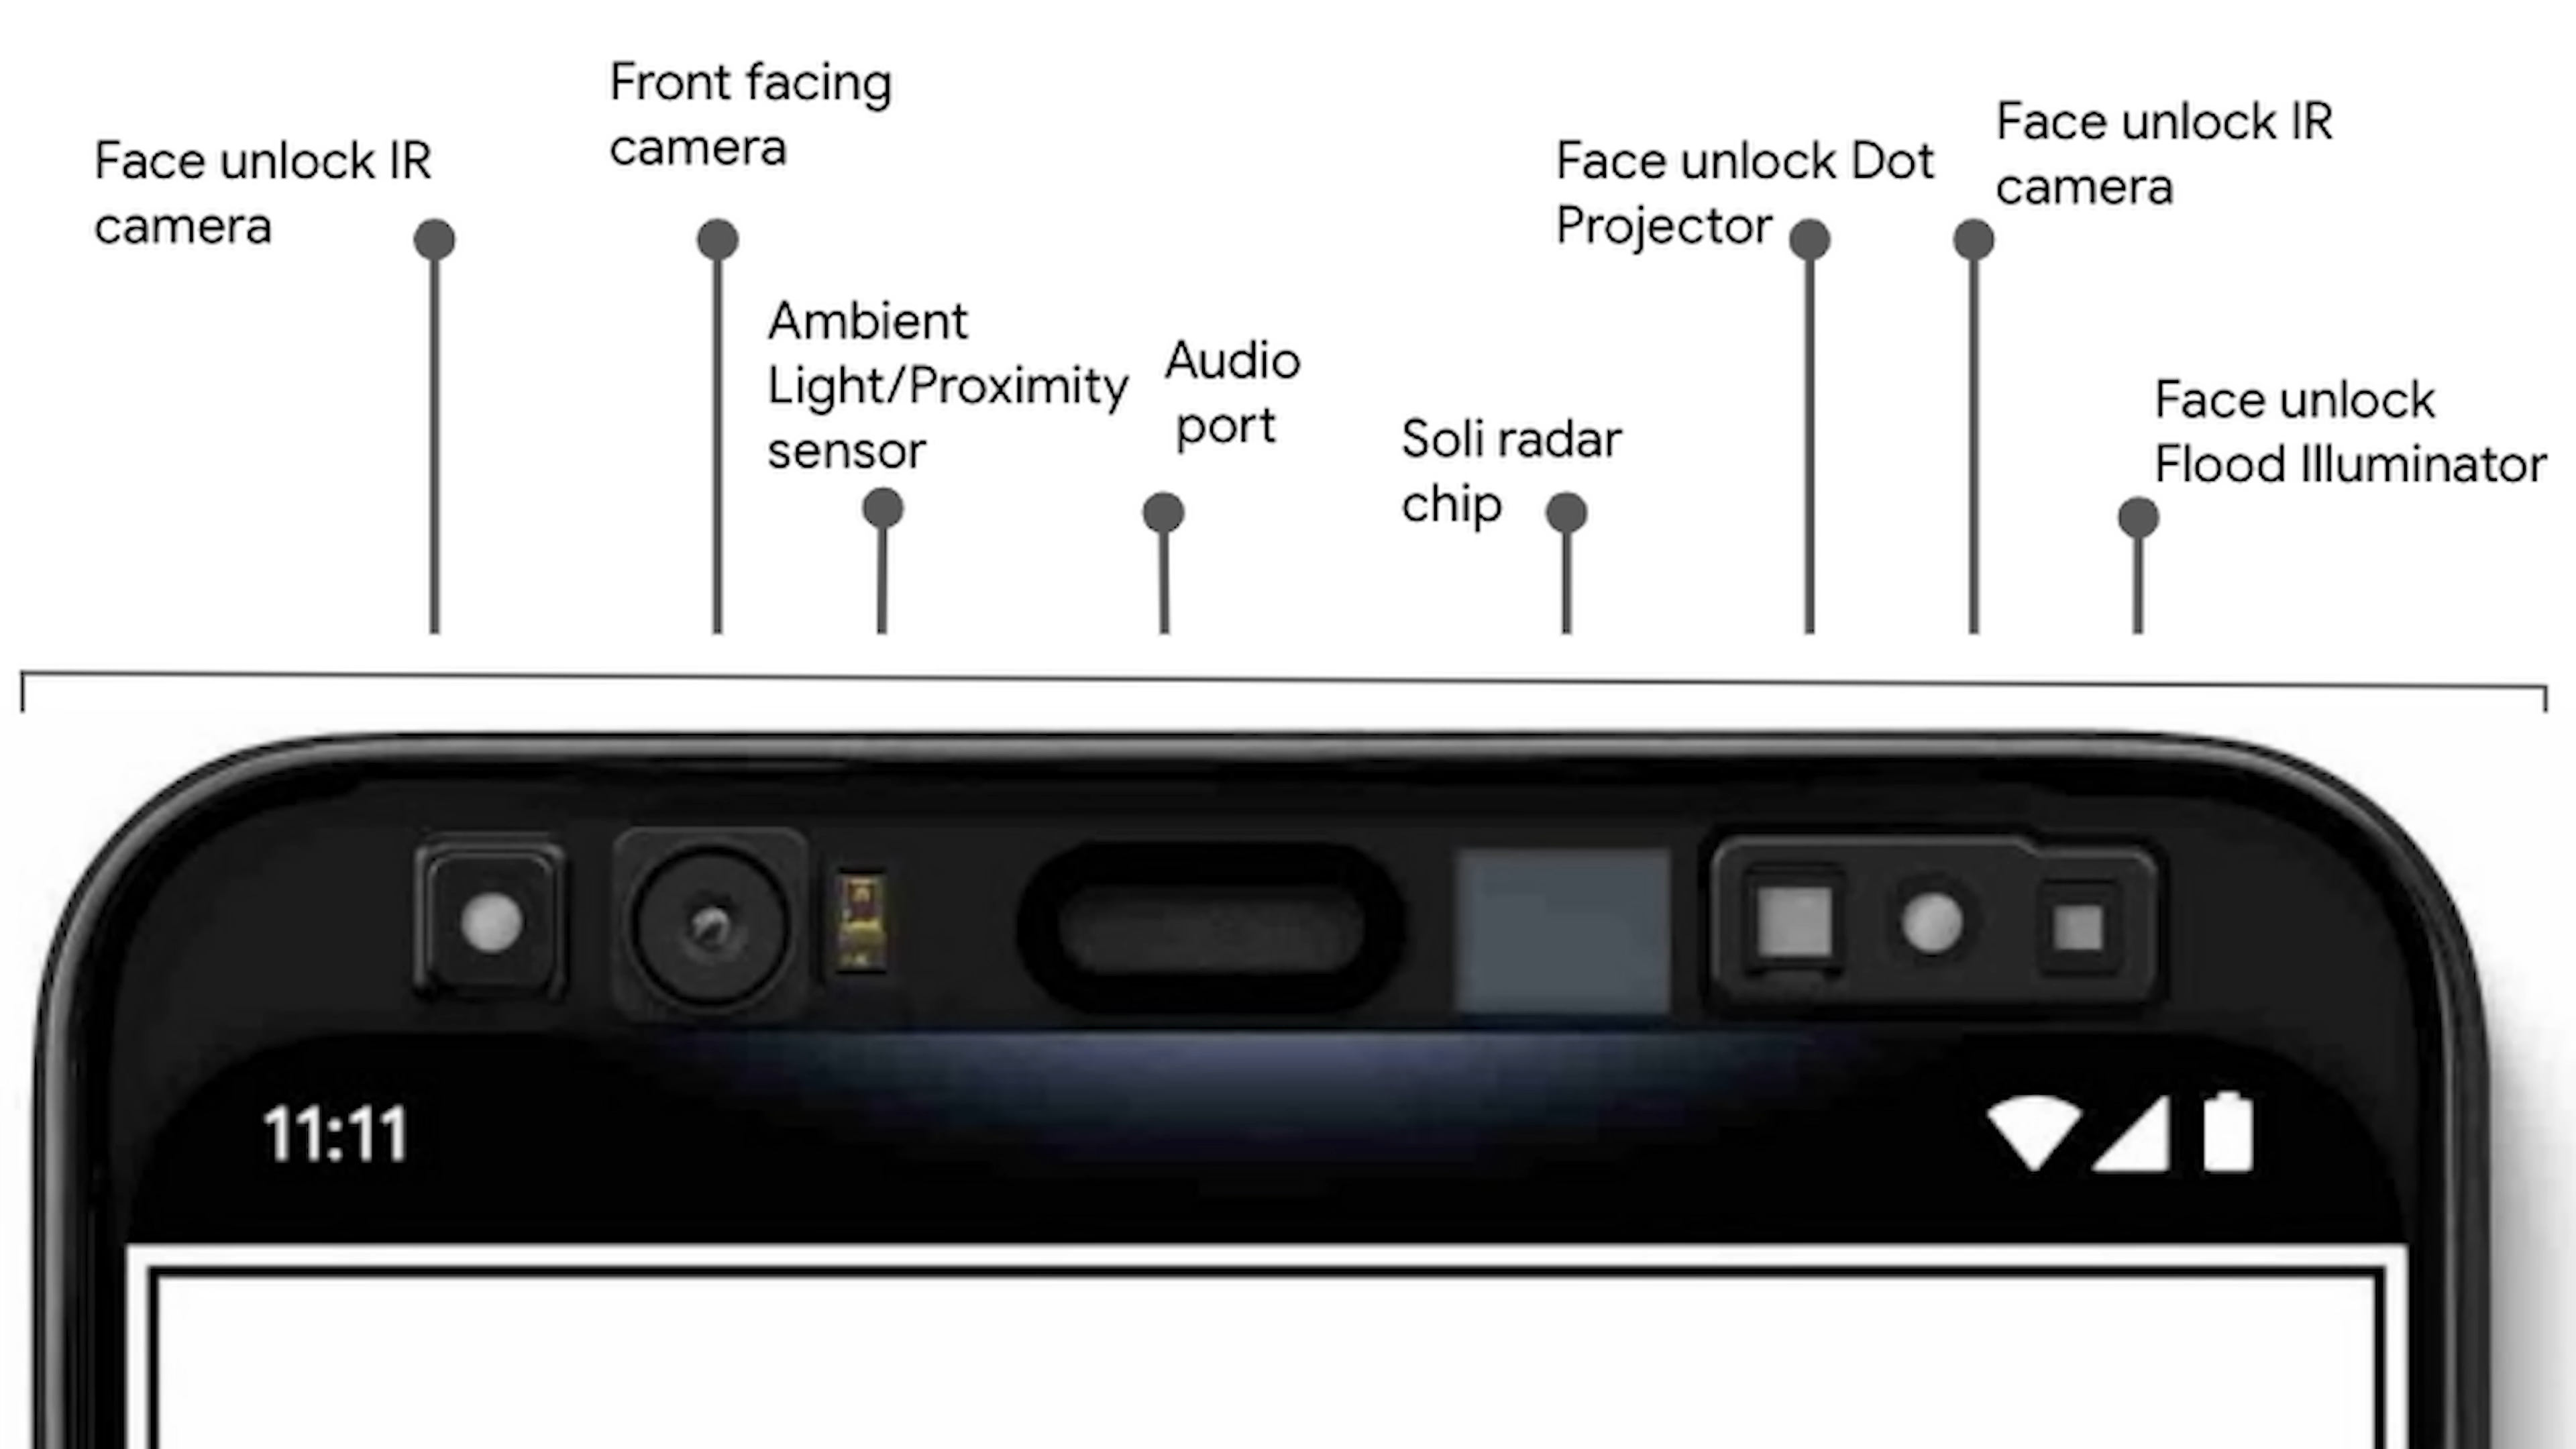 Front facing
camera
Face unlock IR
camera
Face unlock Dot
Projector
Face unlock IR
camera
Ambient
Light/Proximity
sensor
Audio
port
Soli radar
chip
Face unlock
Flood Illuminator
11:11